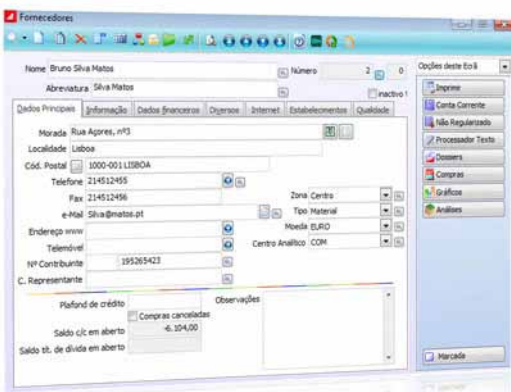 Fornecedores
Nome Bruno Silva Matos Número 2 0
Abreviatura Silva Matos inactivo
Dados Principais Informação Dados financeiros Diversos Internet Estabelecimentos Qualidade
Morada Rua Açores, nº3
Localidade Lisboa
Cód. Postal 1000-001 LISBOA
Telefone 214512455
Fax 214512456 Zona Centro
e-Mail Silva@matos.pt Tipo Material
Endereço www Moeda EURO
Telemóvel Centro Analítico COM
Nº Contribuinte 195265423
C. Representante
Plafond de crédito Observações
Compras canceladas
Saldo c/c em aberto -6.104,00
Saldo tít. de dívida em aberto
Opções deste Ecrã
Imprimir
Conta Corrente
Não Regularizado
Processador Texto
Dossiers
Compras
Gráficos
Análises
Marcada